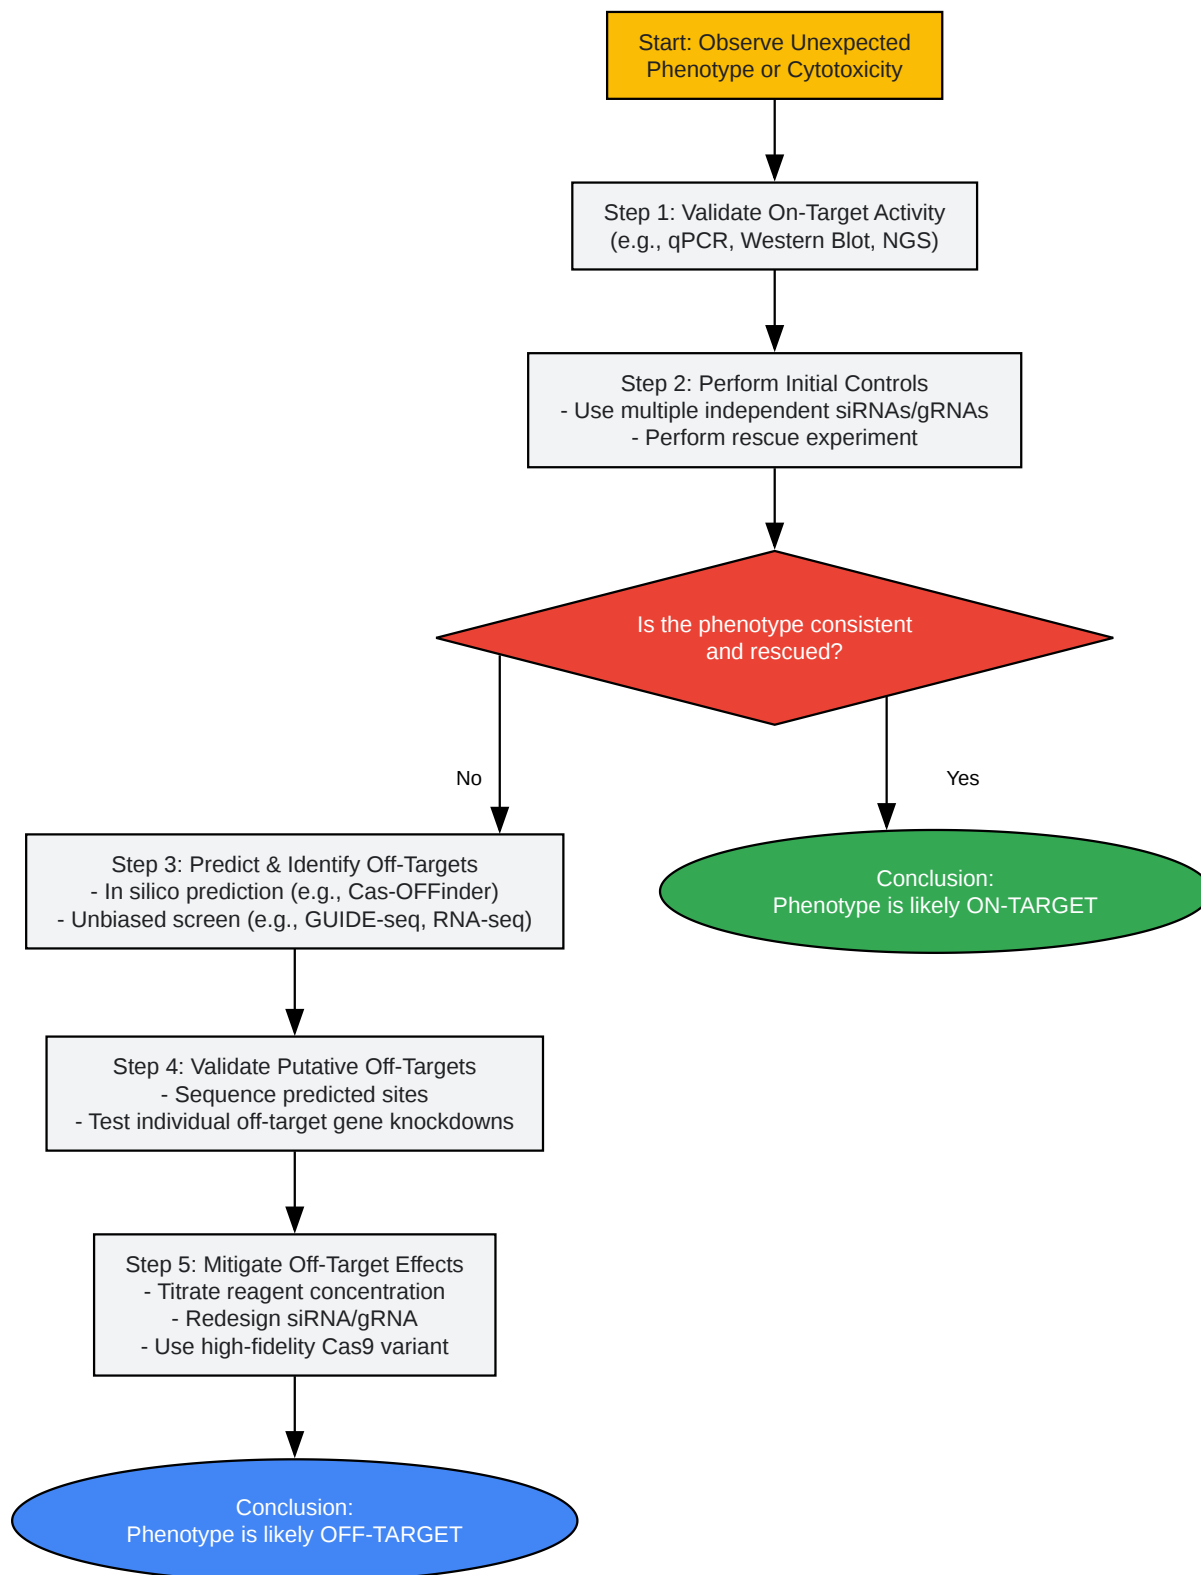 Start: Observe Unexpected
Phenotype or Cytotoxicity
Step 1: Validate On-Target Activity
(e.g., qPCR, Western Blot, NGS)
Step 2: Perform Initial Controls
- Use multiple independent siRNAs/gRNAs
- Perform rescue experiment
Is the phenotype consistent
and rescued?
No
Yes
Step 3: Predict & Identify Off-Targets
- In silico prediction (e.g., Cas-OFFinder)
- Unbiased screen (e.g., GUIDE-seq, RNA-seq)
Conclusion:
Phenotype is likely ON-TARGET
Step 4: Validate Putative Off-Targets
- Sequence predicted sites
- Test individual off-target gene knockdowns
Step 5: Mitigate Off-Target Effects
- Titrate reagent concentration
- Redesign siRNA/gRNA
- Use high-fidelity Cas9 variant
Conclusion:
Phenotype is likely OFF-TARGET